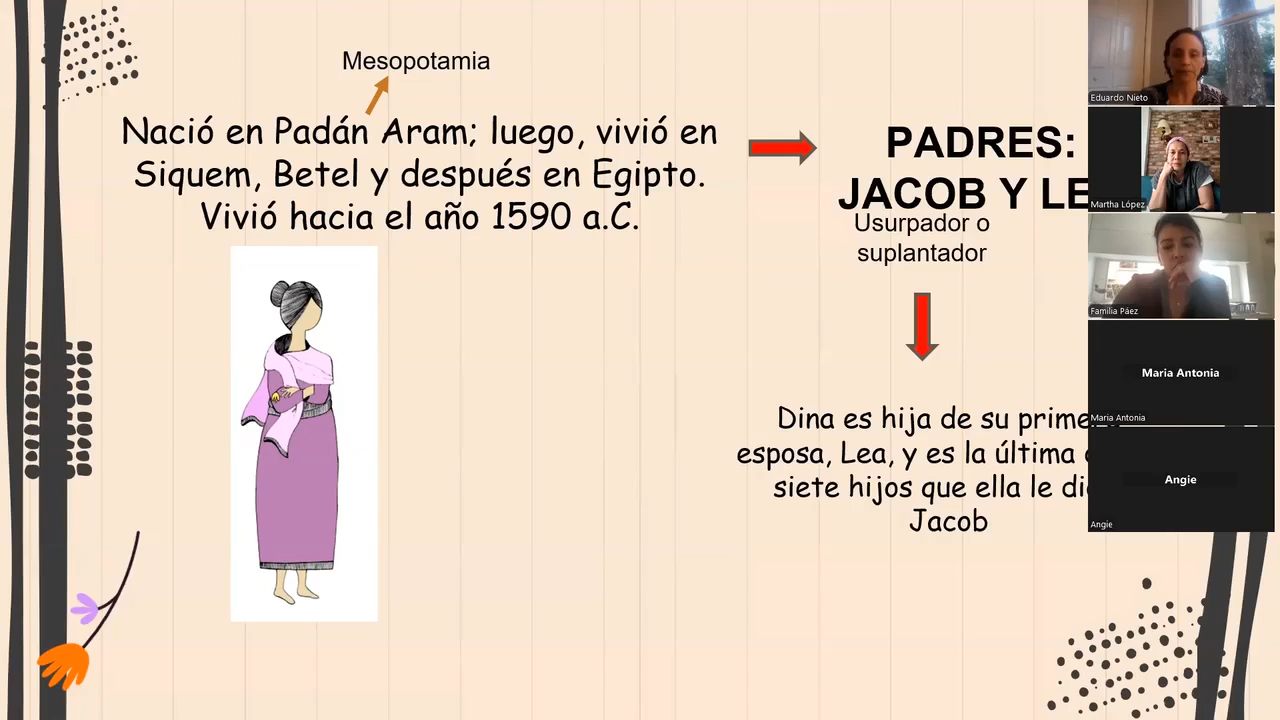 Mesopotamia
Nació en Padán Aram; luego, vivió en
Siquem, Betel y después en Egipto.
Vivió hacia el año 1590 a.C.
PADRES:
JACOB Y LE
Usurpador o
suplantador
Dina es hija de su prime
esposa, Lea, y es la última
siete hijos que ella le di
Jacob
Eduardo Nieto
Martha López
Familia Páez
Maria Antonia
Maria Antonia
Angie
Angie